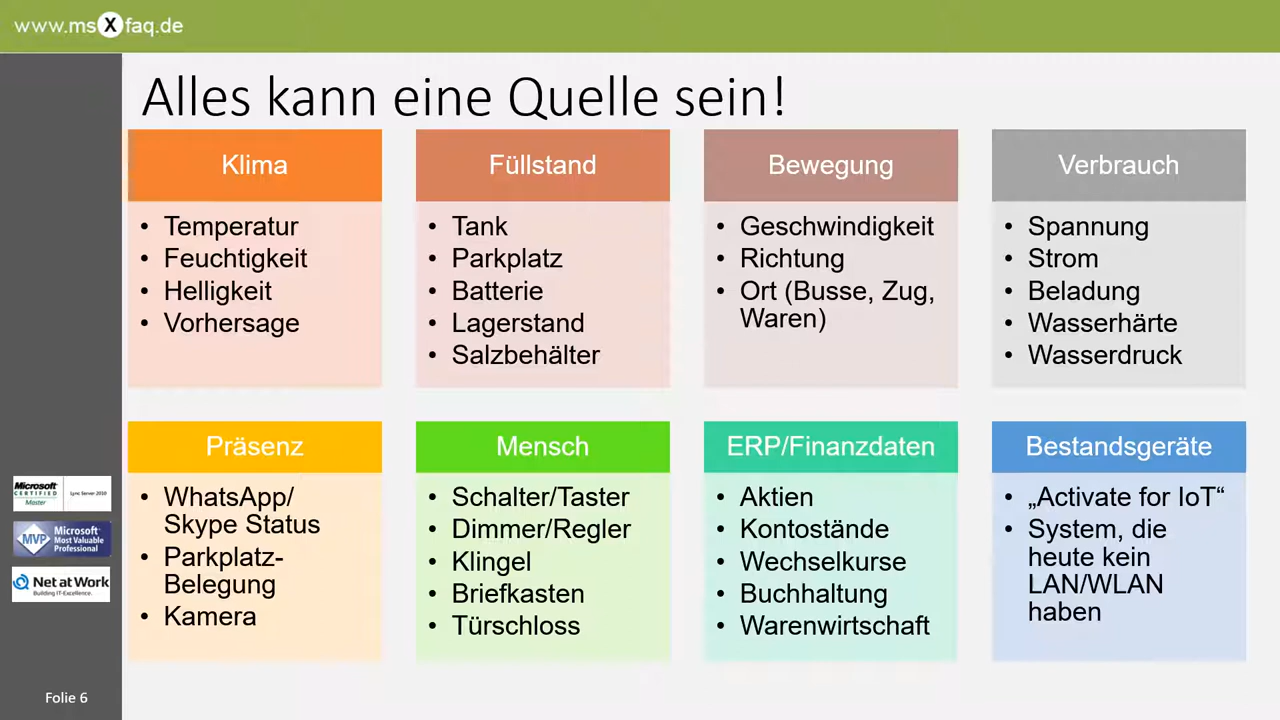 www.msXfaq.de
Alles kann eine Quelle sein!
Klima
• Temperatur
• Feuchtigkeit
• Helligkeit
• Vorhersage
Füllstand
• Tank
• Parkplatz
• Batterie
• Lagerstand
• Salzbehälter
Bewegung
• Geschwindigkeit
• Richtung
• Ort (Busse, Zug,
Waren)
Verbrauch
• Spannung
• Strom
• Beladung
• Wasserhärte
• Wasserdruck
Präsenz
• WhatsApp/
Skype Status
• Parkplatz-
Belegung
• Kamera
Mensch
• Schalter/Taster
• Dimmer/Regler
• Klingel
• Briefkasten
• Türschloss
ERP/Finanzdaten
• Aktien
• Kontostände
• Wechselkurse
• Buchhaltung
• Warenwirtschaft
Bestandsgeräte
• „Activate for IoT“
• System, die
heute kein
LAN/WLAN
haben
Microsoft
CERTIFIED
Master
Lync Server 2010
MVP
Microsoft
Most Valuable
Professional
Net at Work
Building IT-Excellence.
Folie 6